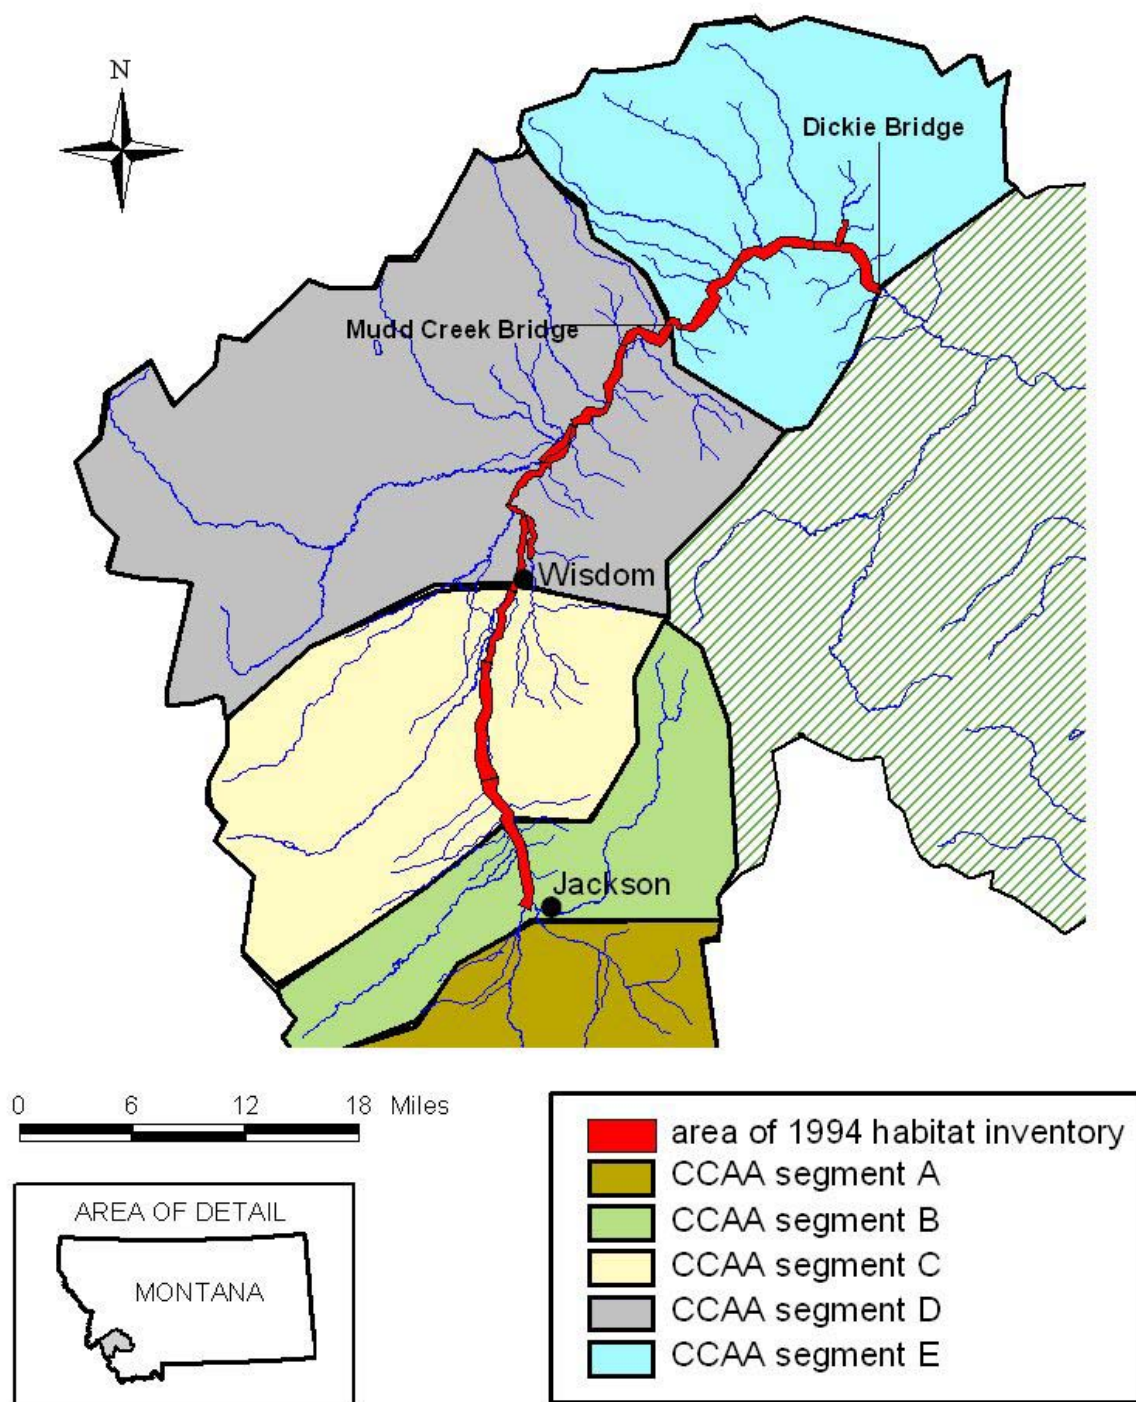 N
Dickie Bridge
Mudd Creek Bridge
Wisdom
Jackson
0 6 12 18 Miles
area of 1994 habitat inventory
CCAA segment A
CCAA segment B
CCAA segment C
CCAA segment D
CCAA segment E
AREA OF DETAIL
MONTANA